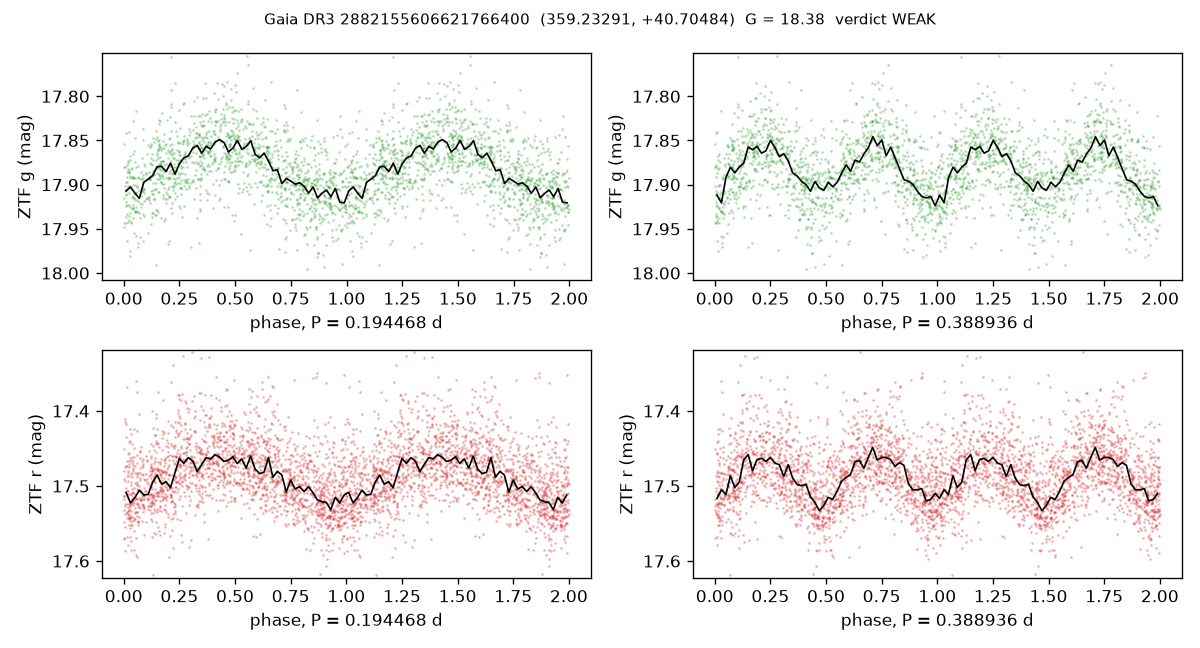 Gaia DR3 2882155606621766400 (359.23291, +40.70484) G = 18.38 verdict WEAK
ZTF g (mag)
17.80
17.85
17.90
17.95
18.00
0.00 0.25 0.50 0.75 1.00 1.25 1.50 1.75 2.00
phase, P = 0.194468 d
ZTF g (mag)
17.80
17.85
17.90
17.95
18.00
0.00 0.25 0.50 0.75 1.00 1.25 1.50 1.75 2.00
phase, P = 0.388936 d
ZTF r (mag)
17.4
17.5
17.6
0.00 0.25 0.50 0.75 1.00 1.25 1.50 1.75 2.00
phase, P = 0.194468 d
ZTF r (mag)
17.4
17.5
17.6
0.00 0.25 0.50 0.75 1.00 1.25 1.50 1.75 2.00
phase, P = 0.388936 d